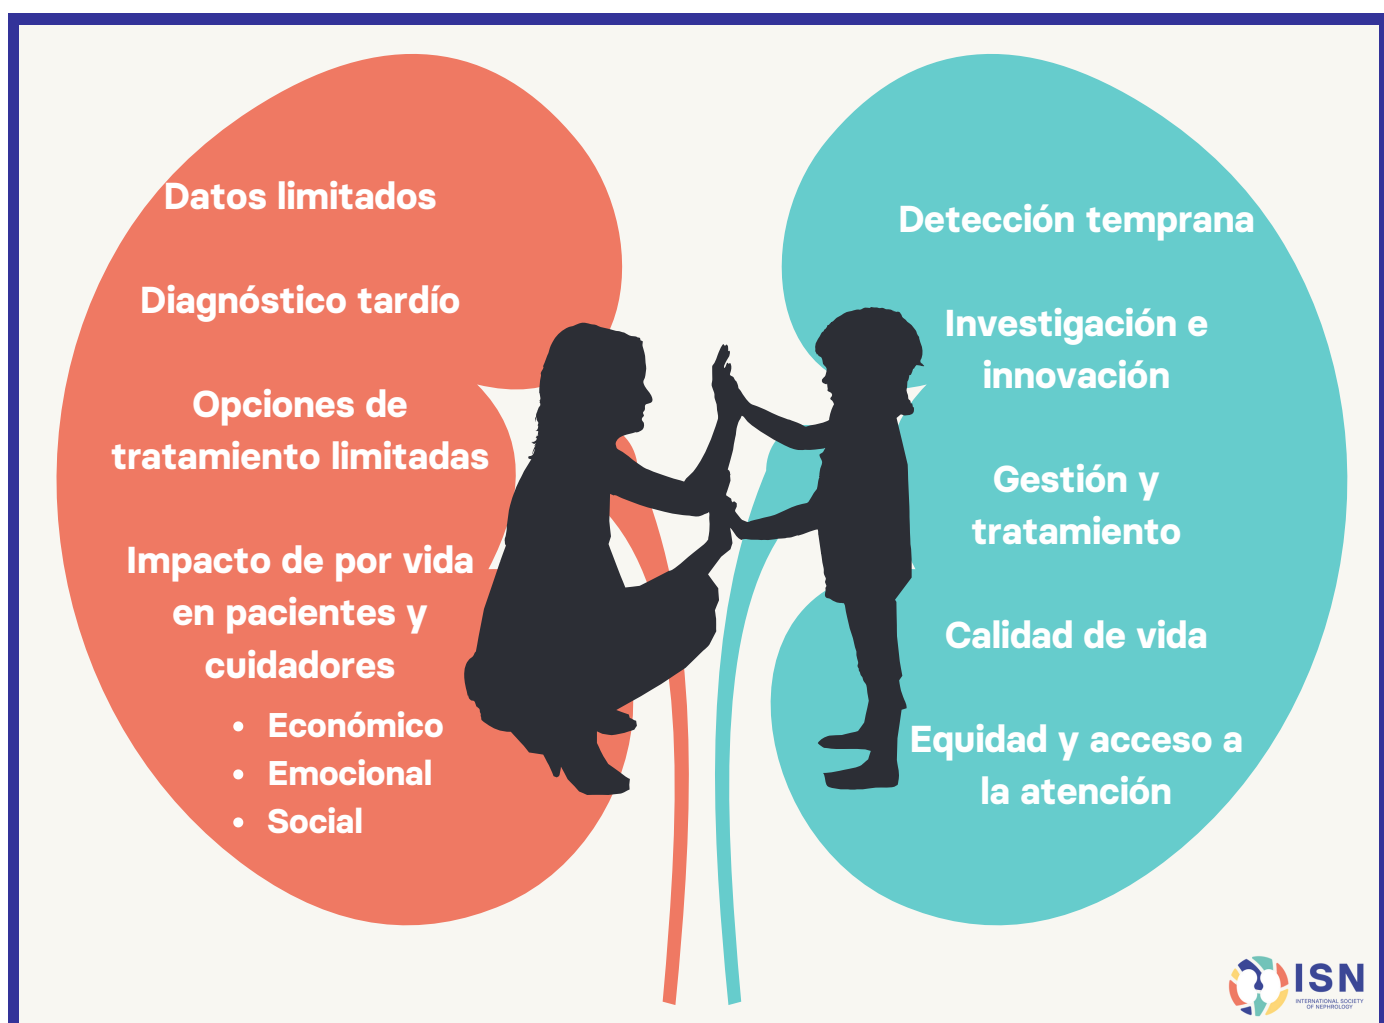 Datos limitados
Diagnóstico tardío
Opciones de
tratamiento limitadas
Impacto de por vida
en pacientes y
cuidadores
• Económico
• Emocional
• Social
Detección temprana
Investigación e
innovación
Gestión y
tratamiento
Calidad de vida
Equidad y acceso a
la atención
ISN
INTERNATIONAL SOCIETY
OF NEPHROLOGY